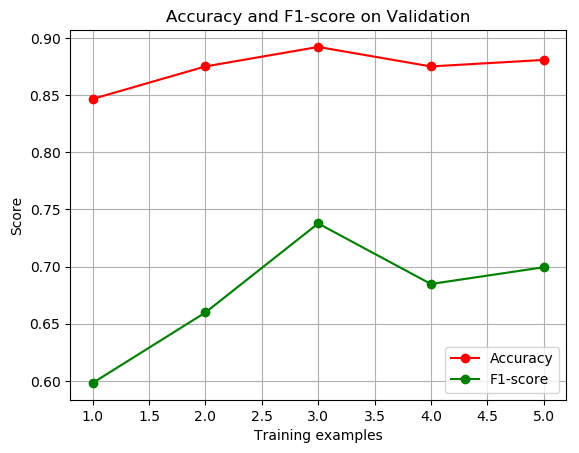 Accuracy and F1-score on Validation
0.90
0.85
0.80
0.75
0.70
0.65
0.60
Score
Accuracy
F1-score
1.0 1.5 2.0 2.5 3.0 3.5 4.0 4.5 5.0
Training examples